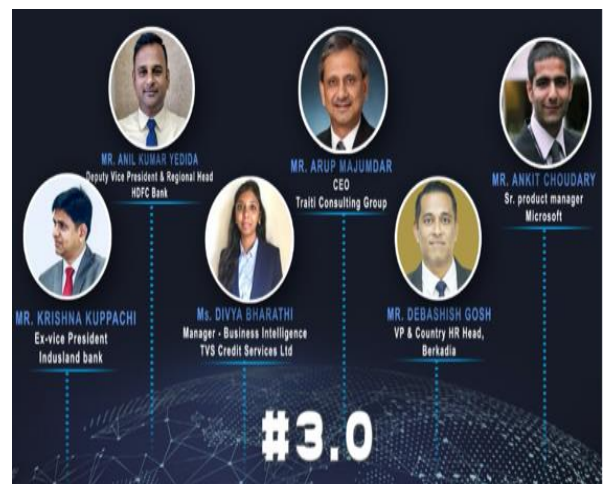 MR. ANIL KUMAR YEDIDA
Deputy Vice President & Regional Head
HDFC Bank
MR. ARUP MAJUMDAR
CEO
Traiti Consulting Group
MR. ANKIT CHOUDARY
Sr. product manager
Microsoft
MR. KRISHNA KUPPACHI
Ex-vice President
Indusland bank
Ms. DIVYA BHARATHI
Manager - Business Intelligence
TVS Credit Services Ltd
MR. DEBASHISH GOSH
VP & Country HR Head,
Berkadia
#3.0